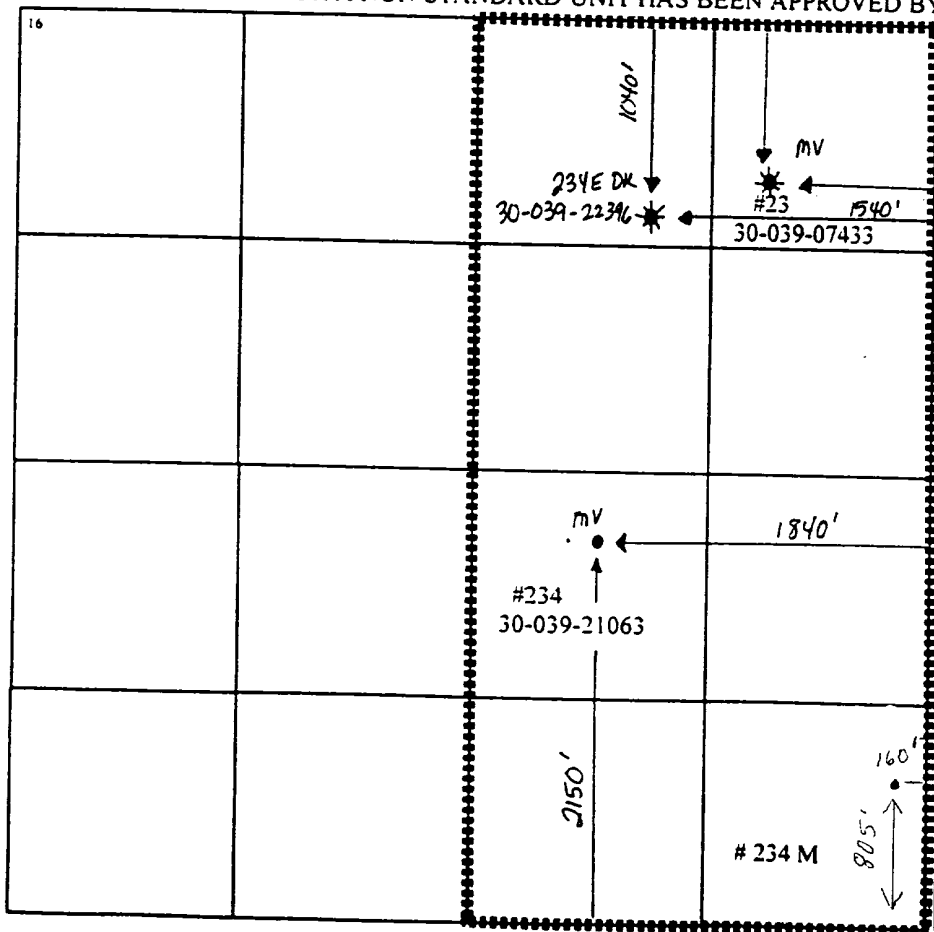 STANDARD UNIT HAS BEEN APPROVED BY
16
1040'
MV
234E DK
30-039-22396
#23
1540'
30-039-07433
MV
1840'
#234
30-039-21063
160'
2150'
805'
# 234 M